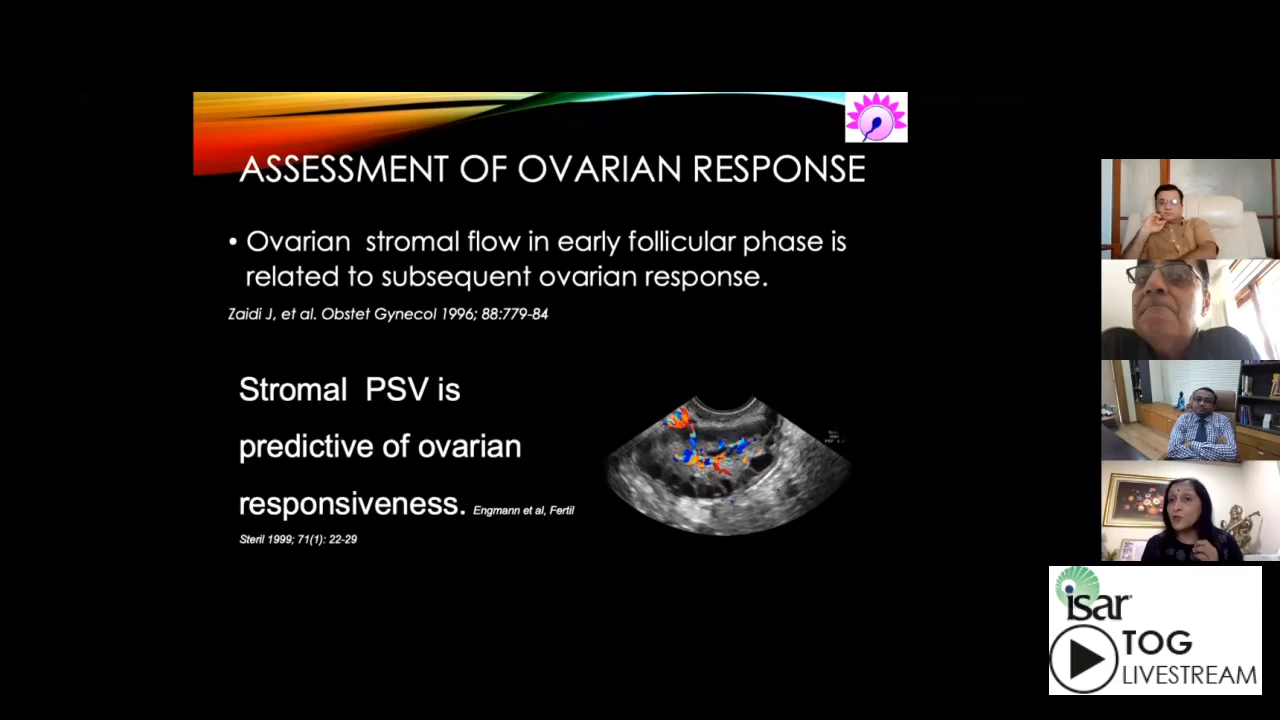 ASSESSMENT OF OVARIAN RESPONSE
• Ovarian stromal flow in early follicular phase is
related to subsequent ovarian response.
Zaidi J, et al. Obstet Gynecol 1996; 88:779-84
Stromal PSV is
predictive of ovarian
responsiveness. Engmann et al, Fertil
Steril 1999; 71(1): 22-29
isar
TOG
LIVESTREAM